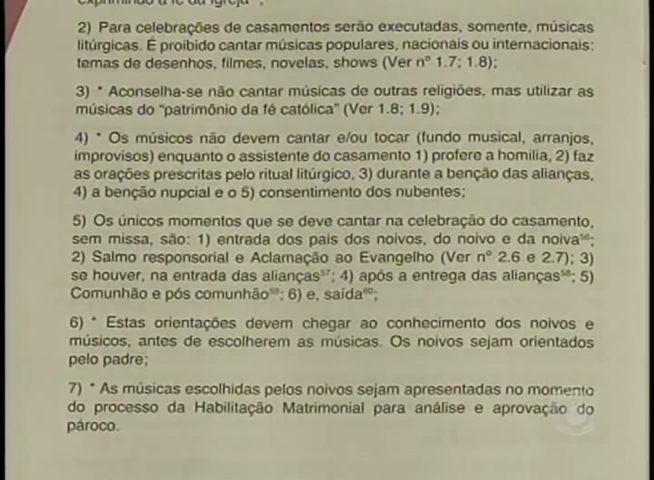 exprimindo a fé da Igreja";
2) Para celebrações de casamentos serão executadas, somente, músicas
litúrgicas. É proibido cantar músicas populares, nacionais ou internacionais:
temas de desenhos, filmes, novelas, shows (Ver nº 1.7; 1.8);
3) * Aconselha-se não cantar músicas de outras religiões, mas utilizar as
músicas do "patrimônio da fé católica" (Ver 1.8; 1.9);
4) * Os músicos não devem cantar e/ou tocar (fundo musical, arranjos,
improvisos) enquanto o assistente do casamento 1) profere a homilia, 2) faz
as orações prescritas pelo ritual litúrgico, 3) durante a benção das alianças,
4) a benção nupcial e o 5) consentimento dos nubentes;
5) Os únicos momentos que se deve cantar na celebração do casamento,
sem missa, são: 1) entrada dos pais dos noivos, do noivo e da noiva⁵⁶;
2) Salmo responsorial e Aclamação ao Evangelho (Ver nº 2.6 e 2.7); 3)
se houver, na entrada das alianças⁵⁷; 4) após a entrega das alianças⁵⁸; 5)
Comunhão e pós comunhão⁵⁹; 6) e, saída⁶⁰;
6) * Estas orientações devem chegar ao conhecimento dos noivos e
músicos, antes de escolherem as músicas. Os noivos sejam orientados
pelo padre;
7) * As músicas escolhidas pelos noivos sejam apresentadas no momento
do processo da Habilitação Matrimonial para análise e aprovação do
pároco.